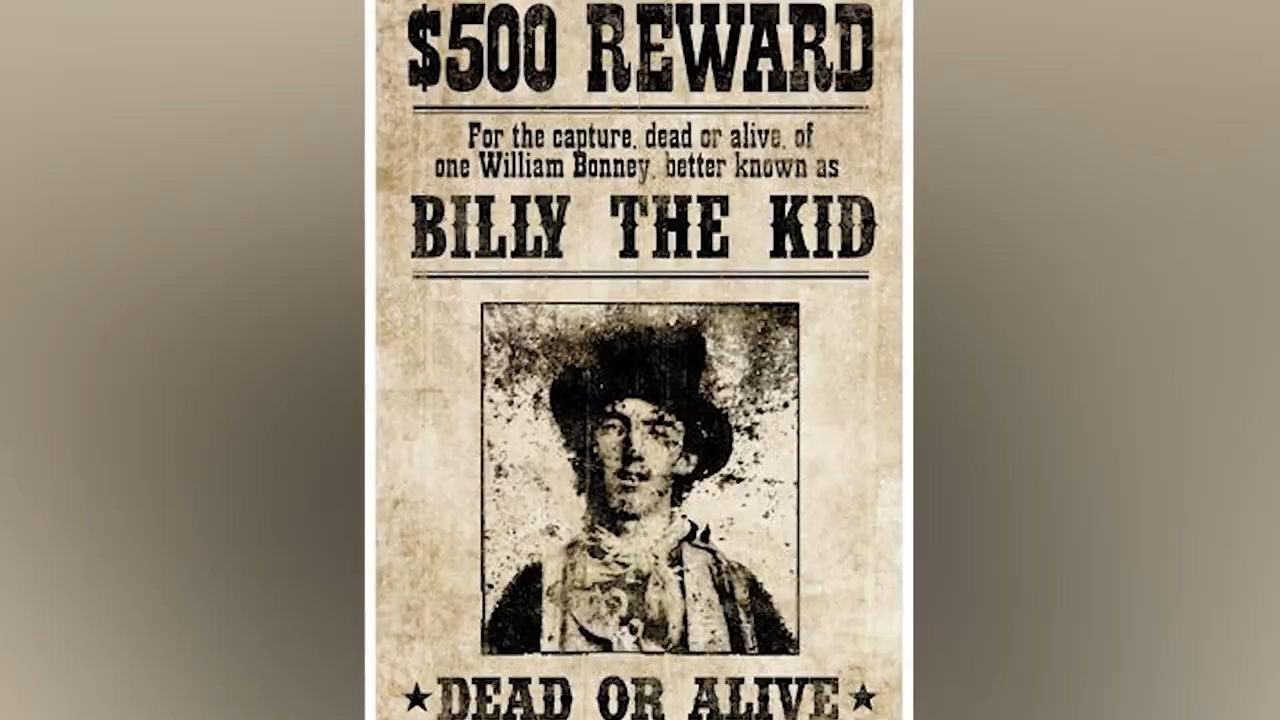 $500 REWARD
For the capture, dead or alive, of
one William Bonney, better known as
BILLY THE KID
★DEAD OR ALIVE★